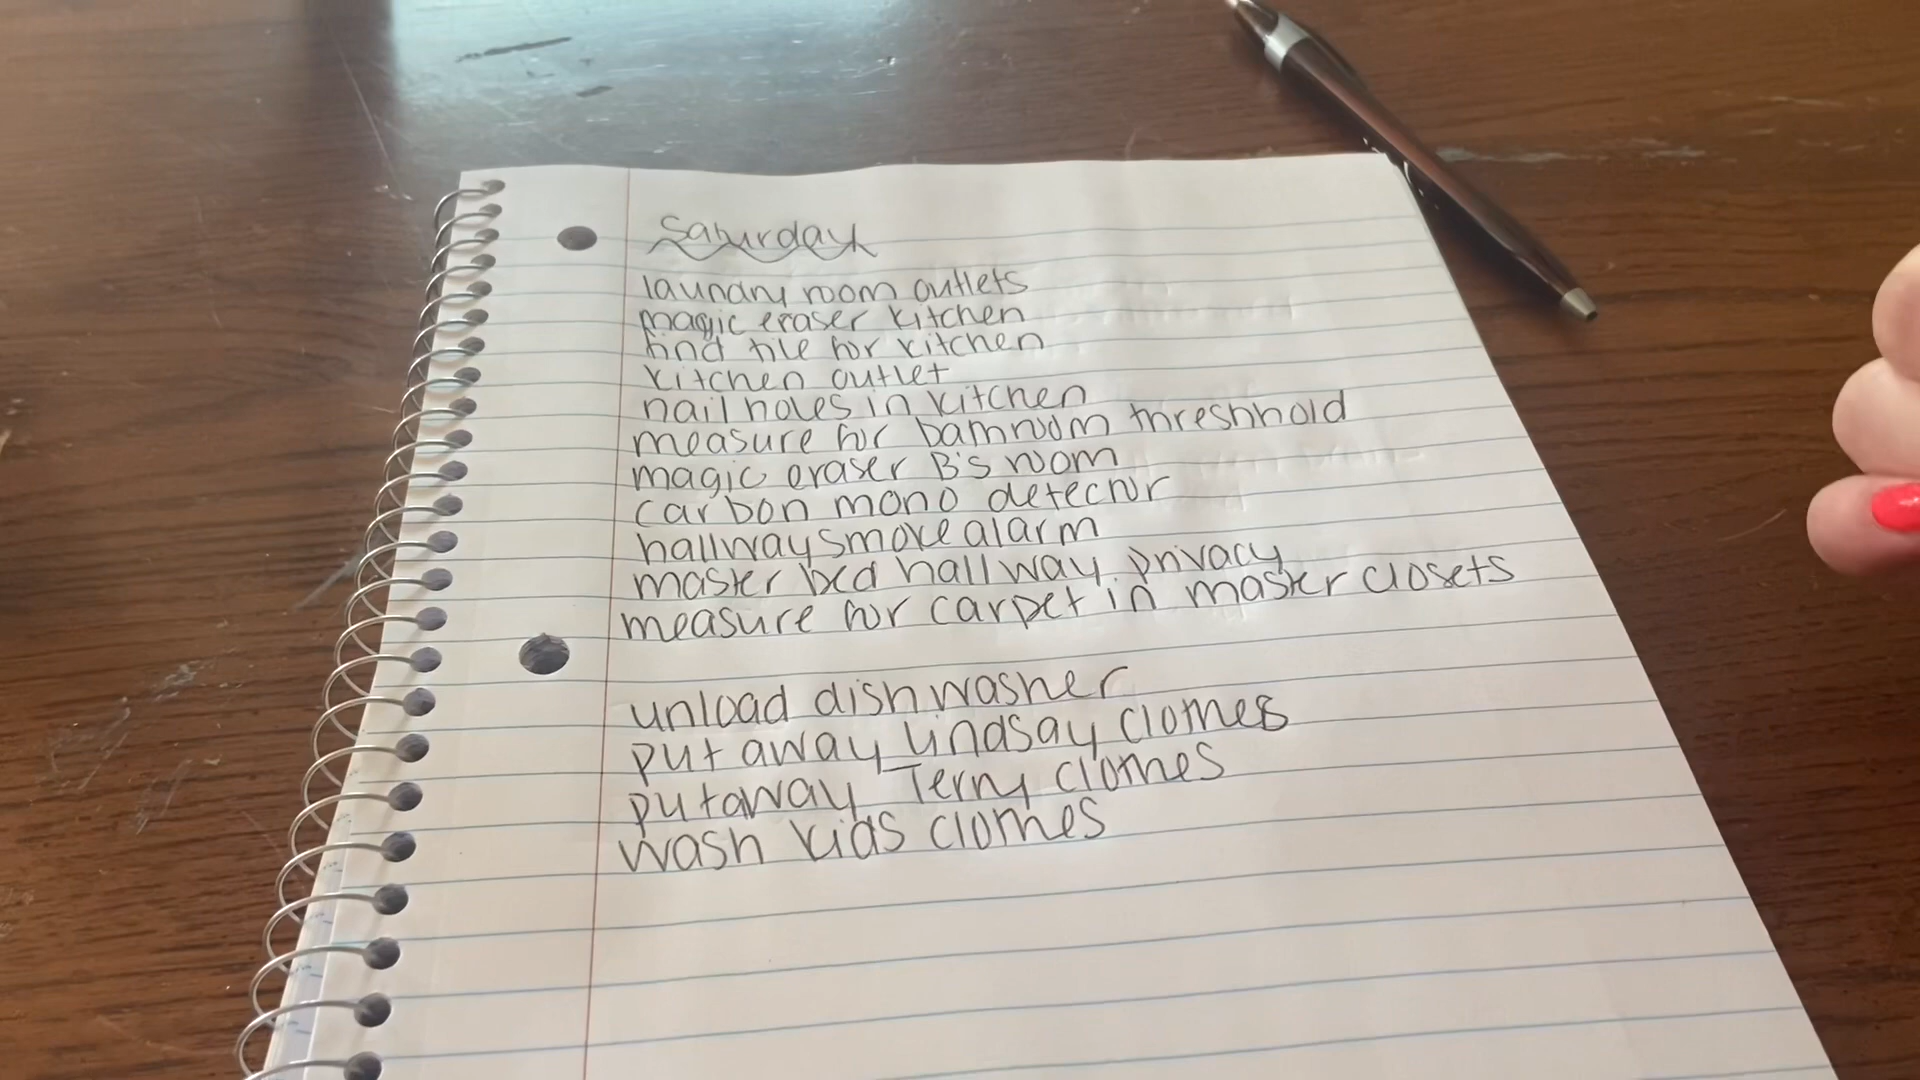 Saturday
laundry room outlets
magic eraser kitchen
find tile for kitchen
kitchen outlet
nail holes in kitchen
measure for bathroom threshhold
magic eraser B's room
carbon mono detector
hallway smoke alarm
master bed hallway privacy
measure for carpet in master closets
unload dishwasher
put away Lindsay clothes
put away Terry clothes
wash kids clothes